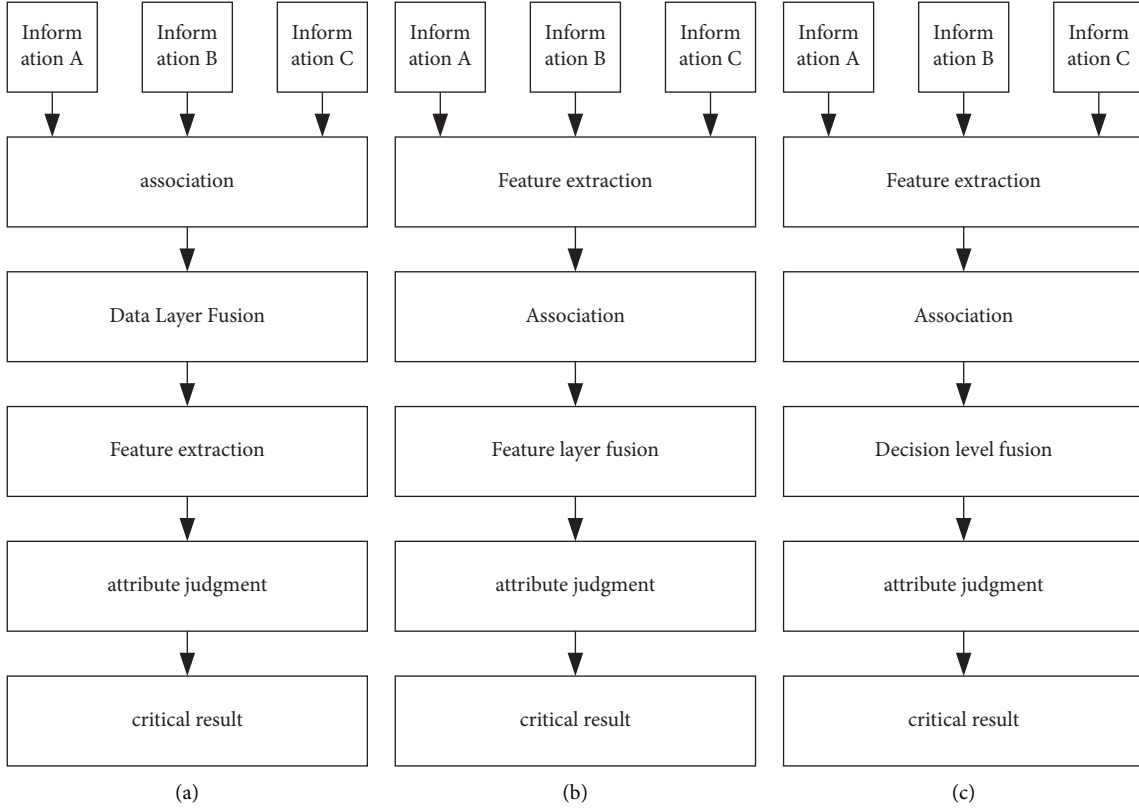 Inform
ation A
Inform
ation B
Inform
ation C
association
Data Layer Fusion
Feature extraction
attribute judgment
critical result
(a)
Inform
ation A
Inform
ation B
Inform
ation C
Feature extraction
Association
Feature layer fusion
attribute judgment
critical result
(b)
Inform
ation A
Inform
ation B
Inform
ation C
Feature extraction
Association
Decision level fusion
attribute judgment
critical result
(c)